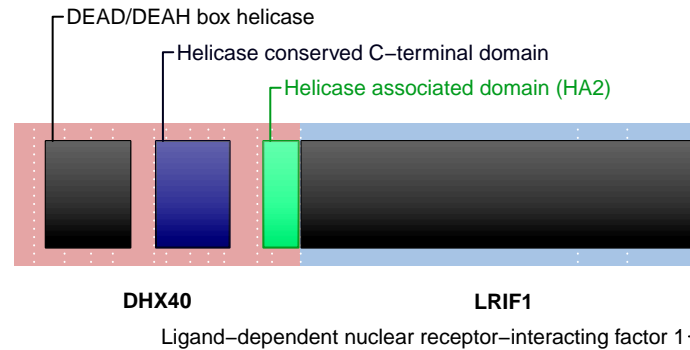 DEAD/DEAH box helicase
Helicase conserved C−terminal domain
Helicase associated domain (HA2)
DHX40 LRIF1
Ligand−dependent nuclear receptor−interacting factor 1